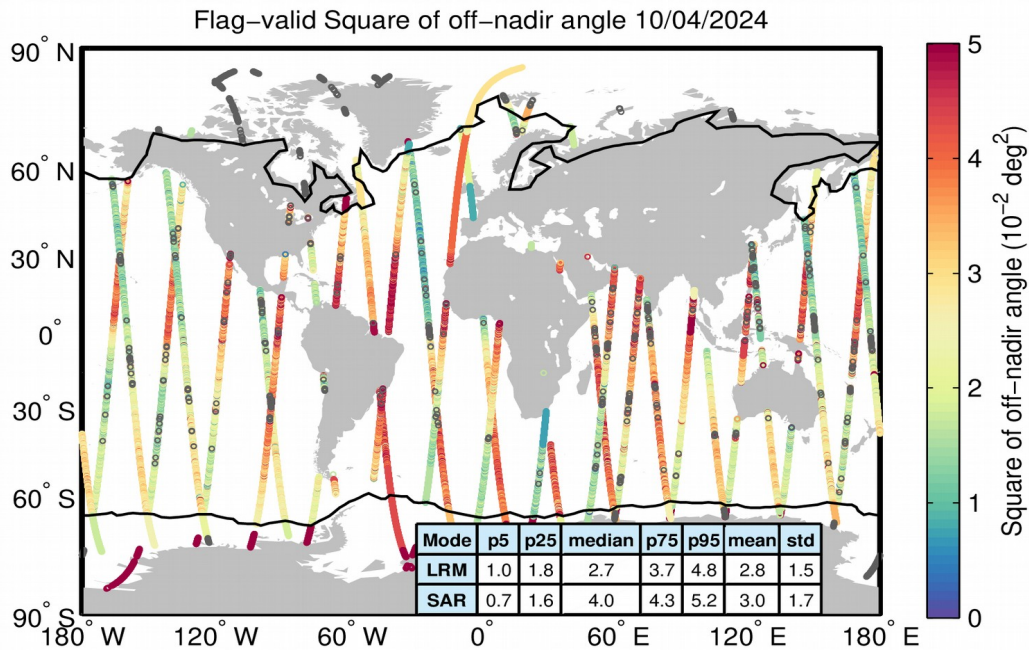 Flag−valid Square of off−nadir angle 10/04/2024
90° N
60° N
30° N
0°
30° S
60° S
90° S
180° W
120° W
60° W
0°
60° E
120° E
180° E
Mode p5 p25 median p75 p95 mean std
LRM 1.0 1.8 2.7 3.7 4.8 2.8 1.5
SAR 0.7 1.6 4.0 4.3 5.2 3.0 1.7
5
4
3
2
1
0
Square of off−nadir angle (10⁻² deg²)